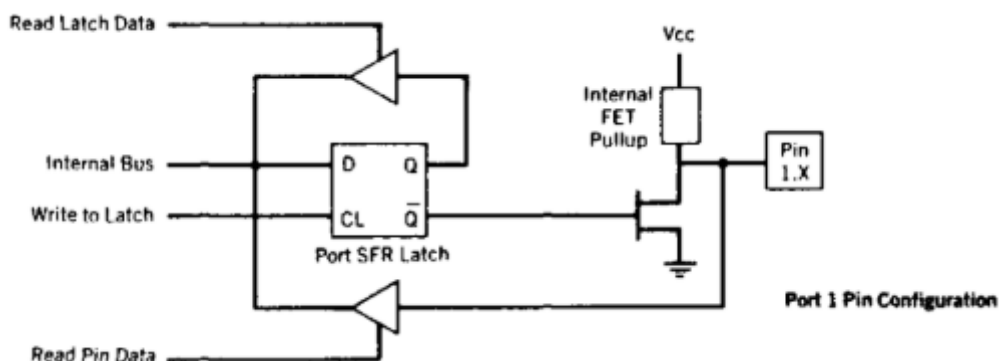 Read Latch Data
Vcc
Internal
FET
Pullup
Internal Bus
D
Q
Pin
1.X
Write to Latch
CL
Q̅
Port SFR Latch
Port 1 Pin Configuration
Read Pin Data